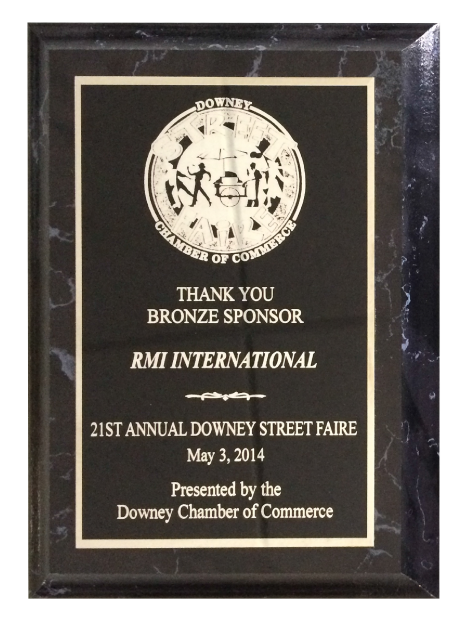 DOWNEY
STREET
FAIRE
CHAMBER OF COMMERCE
THANK YOU
BRONZE SPONSOR
RMI INTERNATIONAL
21ST ANNUAL DOWNEY STREET FAIRE
May 3, 2014
Presented by the
Downey Chamber of Commerce